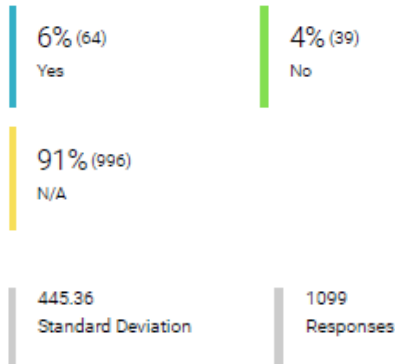 6% (64)
Yes
4% (39)
No
91% (996)
N/A
445.36
Standard Deviation
1099
Responses